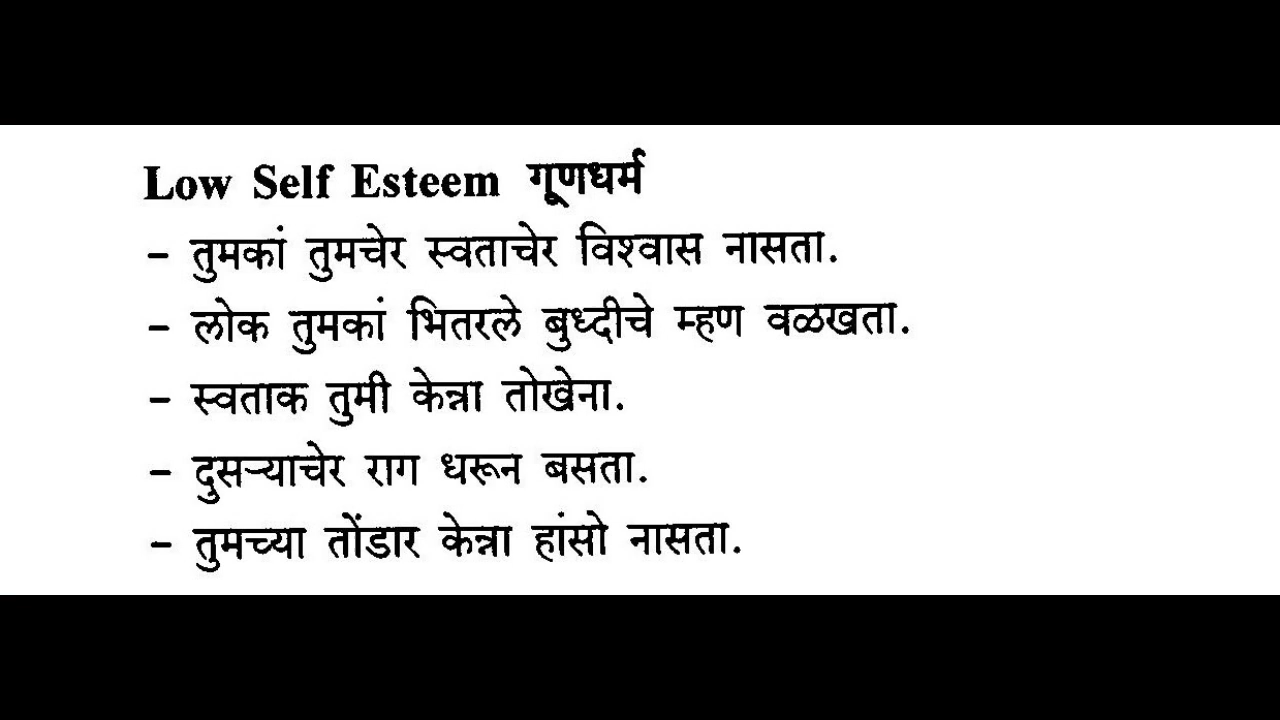 Low Self Esteem गूणधर्म
– तुमकां तुमचेर स्वताचेर विश्वास नासता.
– लोक तुमकां भितरले बुध्दीचे म्हण वळखता.
– स्वताक तुमी केन्ना तोखेना.
– दुसऱ्याचेर राग धरून बसता.
– तुमच्या तोंडार केन्ना हांसो नासता.